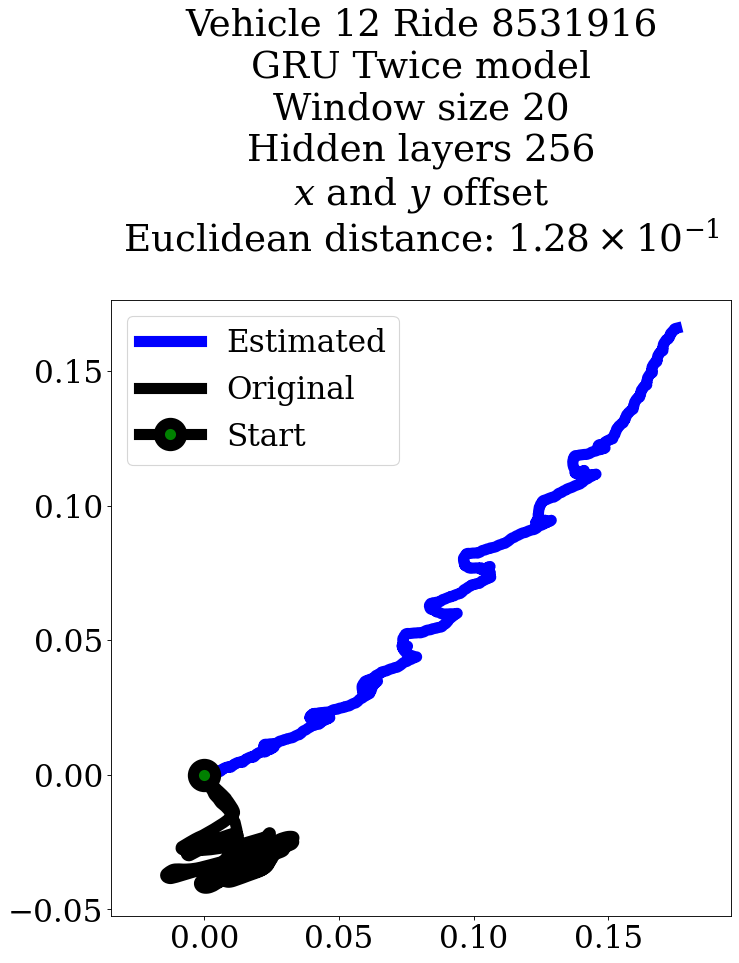 Vehicle 12 Ride 8531916
GRU Twice model
Window size 20
Hidden layers 256
x and y offset
Euclidean distance: 1.28 × 10⁻¹
Estimated
Original
Start
0.15
0.10
0.05
0.00
−0.05
0.00 0.05 0.10 0.15